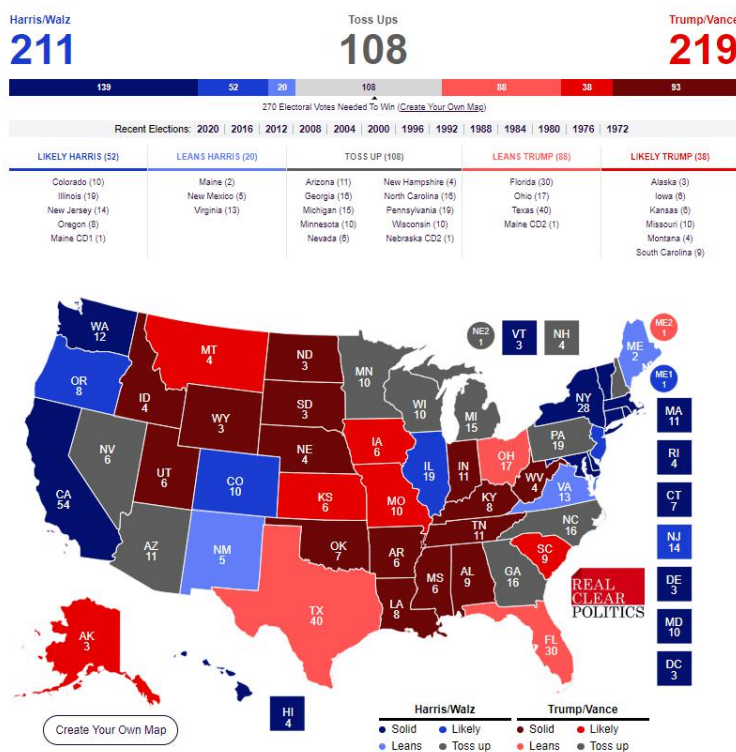 Harris/Walz Toss Ups Trump/Vance
211 108 219
139 52 20 108 88 38 93
270 Electoral Votes Needed To Win (Create Your Own Map)
Recent Elections: 2020 | 2016 | 2012 | 2008 | 2004 | 2000 | 1996 | 1992 | 1988 | 1984 | 1980 | 1976 | 1972
LIKELY HARRIS (52)
Colorado (10)
Illinois (19)
New Jersey (14)
Oregon (8)
Maine CD1 (1)
LEANS HARRIS (20)
Maine (2)
New Mexico (5)
Virginia (13)
TOSS UP (108)
Arizona (11)
Georgia (16)
Michigan (15)
Minnesota (10)
Nevada (6)
New Hampshire (4)
North Carolina (16)
Pennsylvania (19)
Wisconsin (10)
Nebraska CD2 (1)
LEANS TRUMP (88)
Florida (30)
Ohio (17)
Texas (40)
Maine CD2 (1)
LIKELY TRUMP (38)
Alaska (3)
Iowa (6)
Kansas (6)
Missouri (10)
Montana (4)
South Carolina (9)
WA
12
OR
8
CA
54
NV
6
ID
4
MT
4
WY
3
UT
6
CO
10
AZ
11
NM
5
ND
3
SD
3
NE
4
KS
6
OK
7
TX
40
MN
10
IA
6
MO
10
AR
6
LA
8
WI
10
IL
19
MI
15
IN
11
OH
17
KY
8
TN
11
MS
6
AL
9
GA
16
FL
30
SC
9
NC
16
VA
13
WV
4
PA
19
NY
28
ME
2
NE2
1
VT
3
NH
4
ME2
1
ME1
1
MA
11
RI
4
CT
7
NJ
14
DE
3
MD
10
DC
3
AK
3
HI
4
REAL
CLEAR
POLITICS
Create Your Own Map
Harris/Walz Trump/Vance
Solid Likely Solid Likely
Leans Toss up Leans Toss up